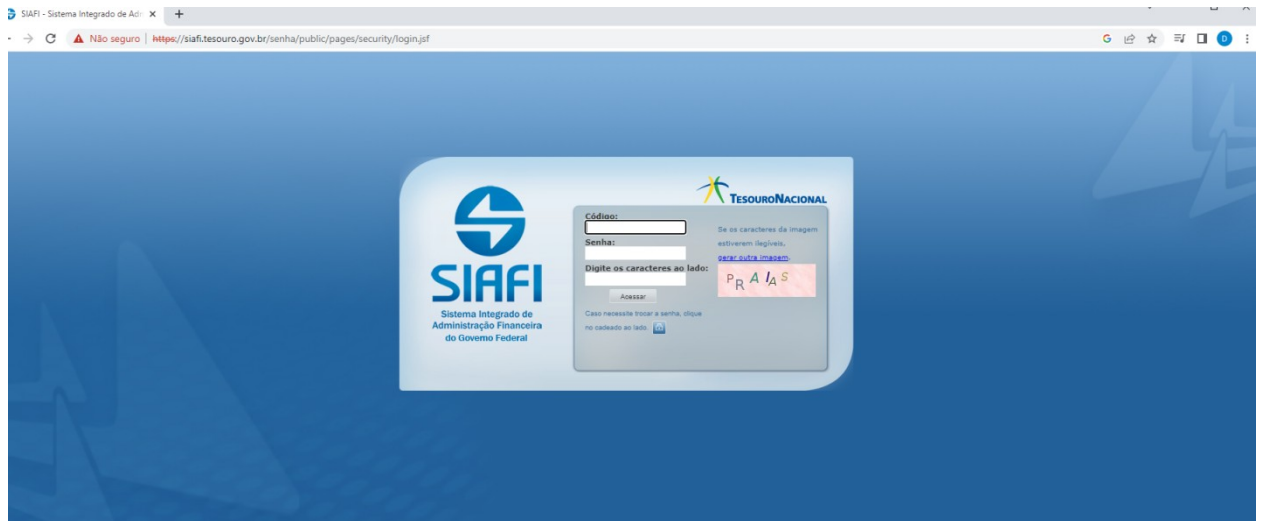 SIAFI - Sistema Integrado de Adr
Não seguro | https://siafi.tesouro.gov.br/senha/public/pages/security/login.jsf
G
D
TESOURONACIONAL
Código:
Senha:
Digite os caracteres ao lado:
Acessar
Caso necessite trocar a senha, clique
no cadeado ao lado.
Se os caracteres da imagem
estiverem ilegíveis,
gerar outra imagem.
PRAIAS
SIAFI
Sistema Integrado de
Administração Financeira
do Governo Federal